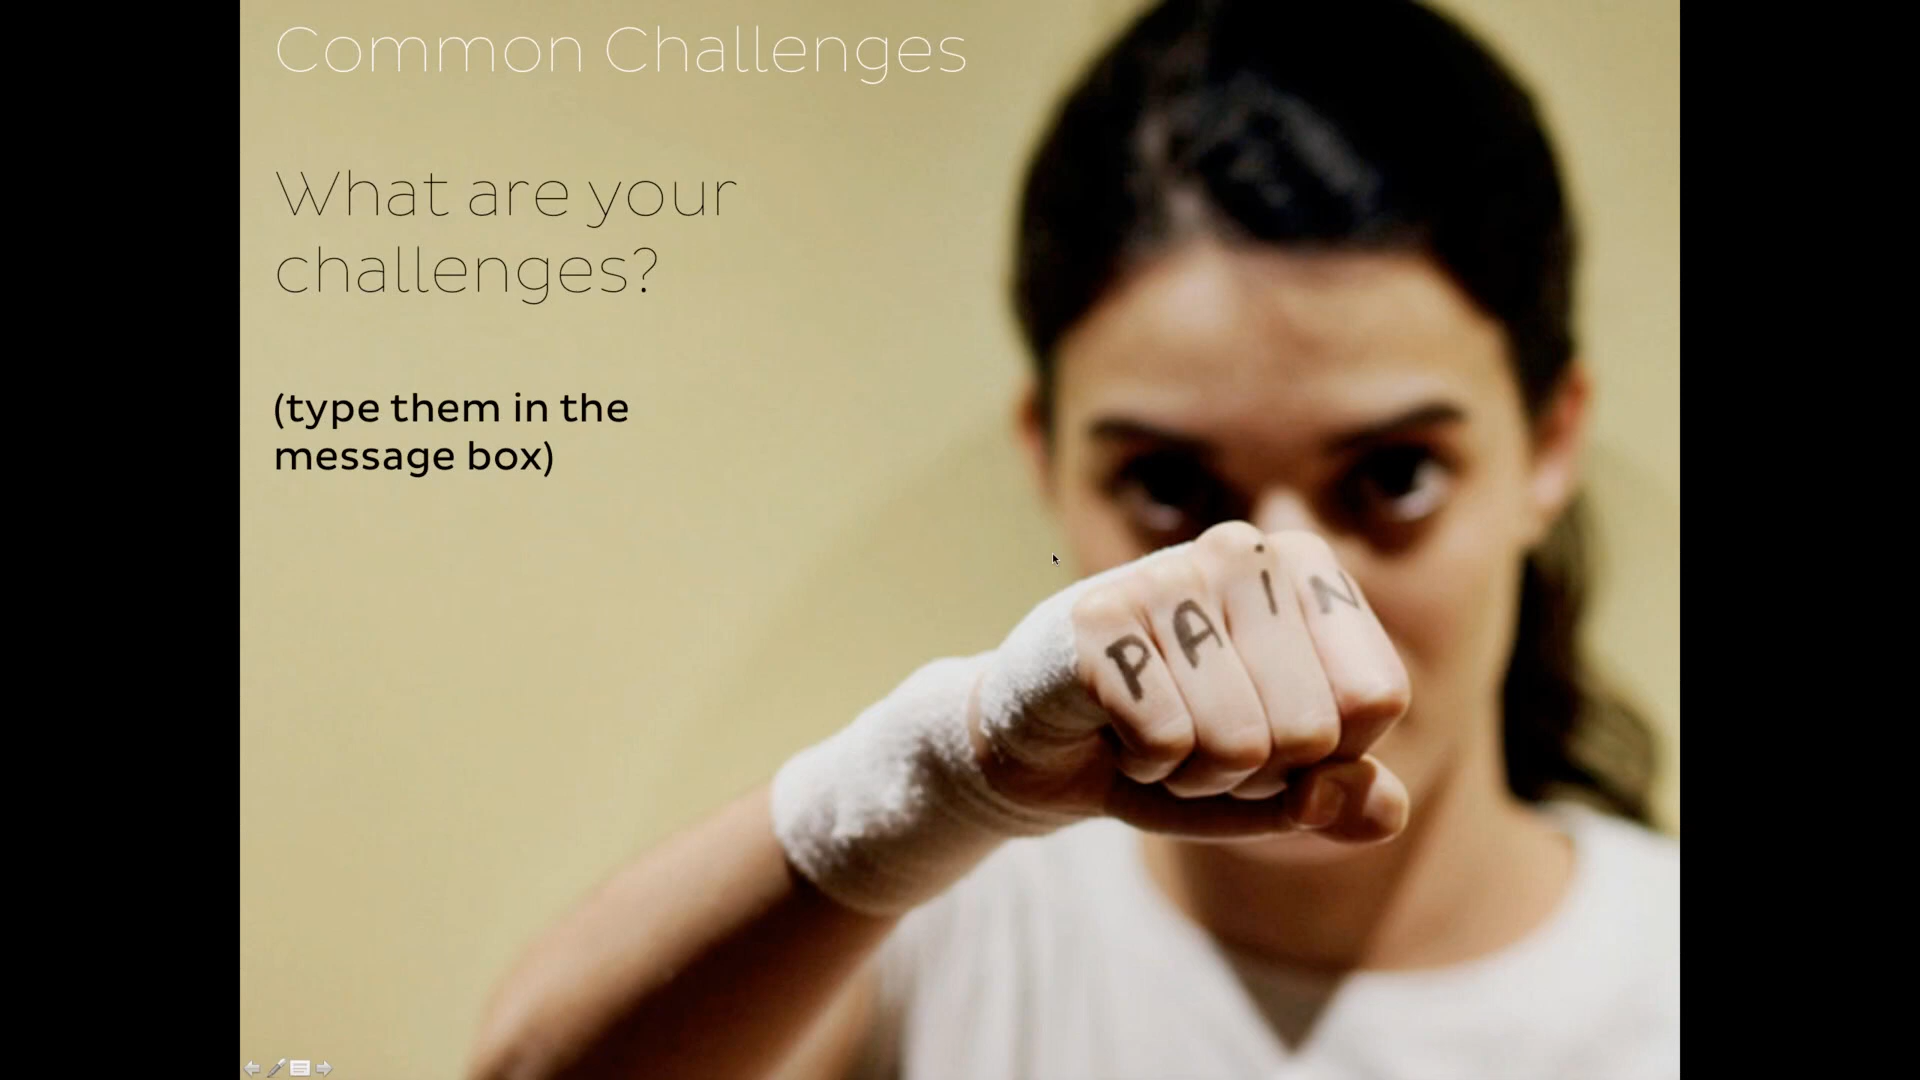 Common Challenges
What are your
challenges?
(type them in the
message box)
PAiN